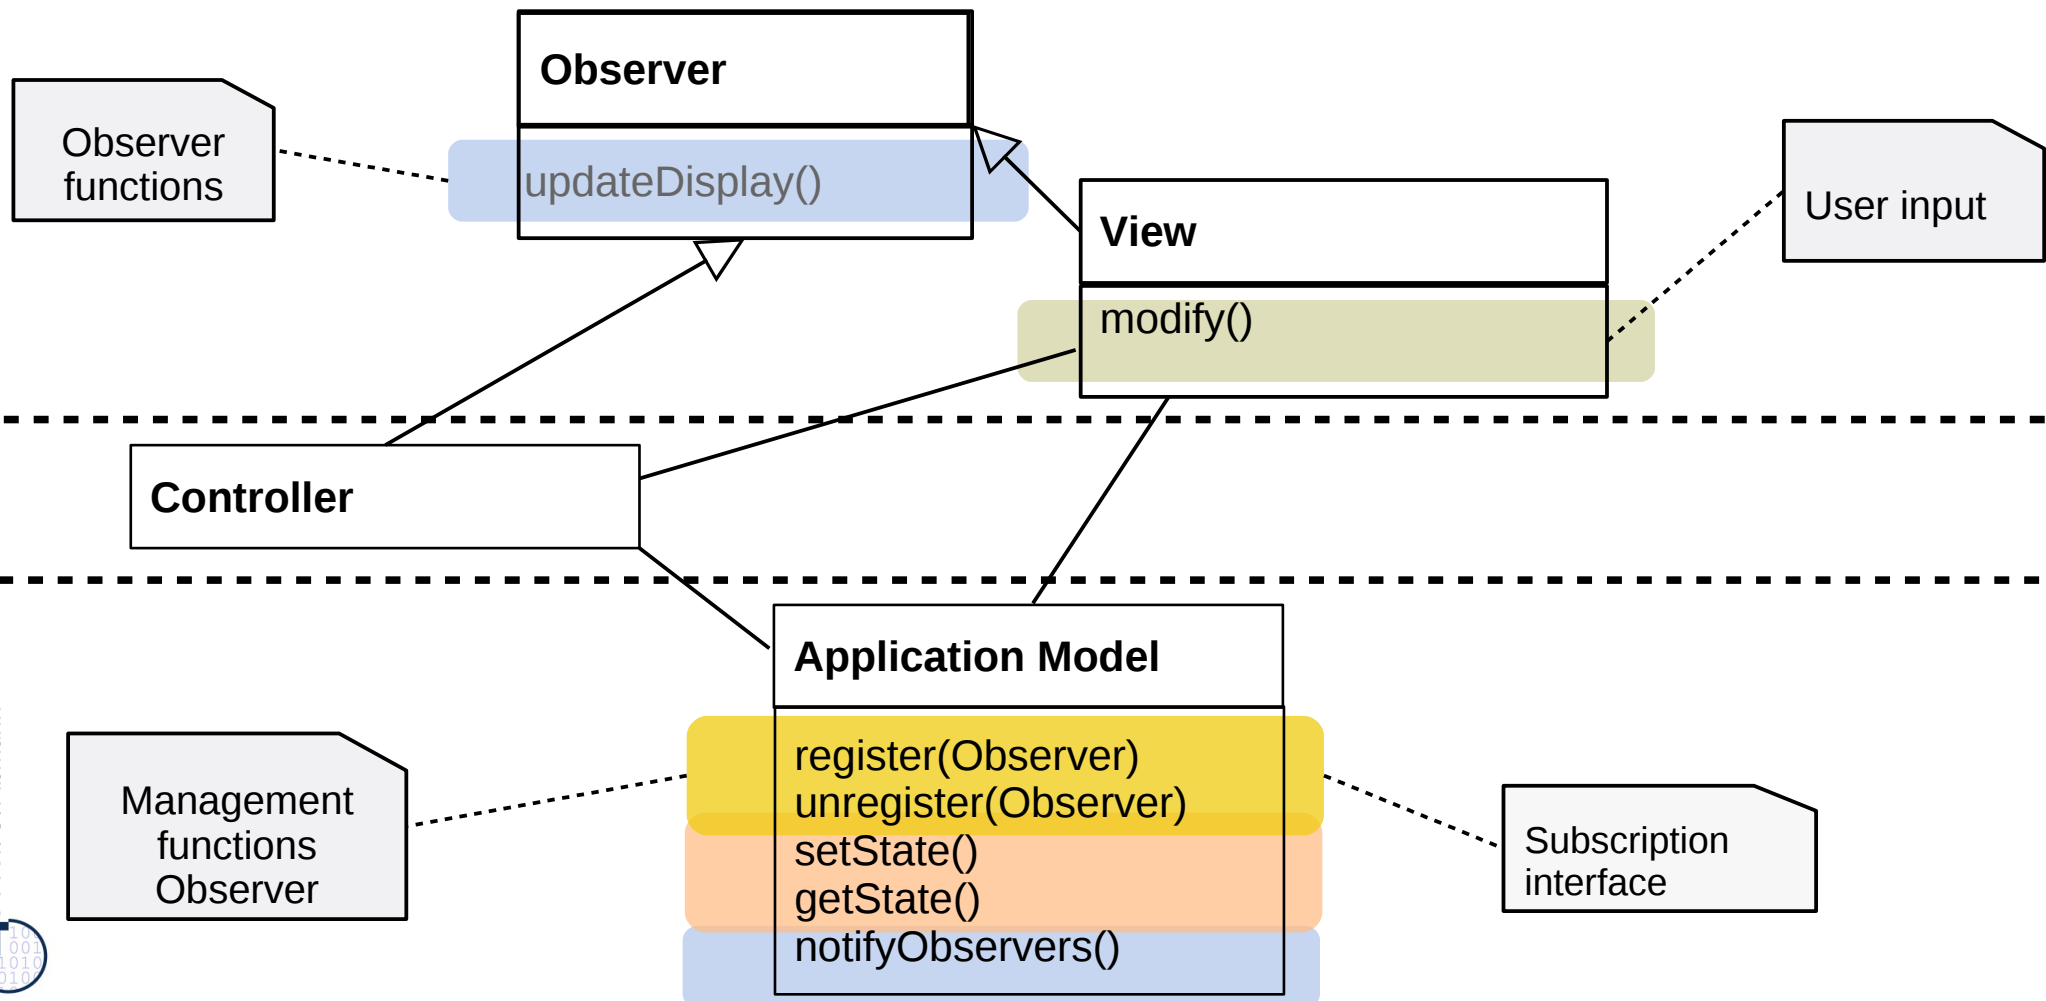 Observer
Observer
functions
updateDisplay()
View
User input
modify()
Controller
Application Model
register(Observer)
unregister(Observer)
setState()
getState()
notifyObservers()
Management
functions
Observer
Subscription
interface